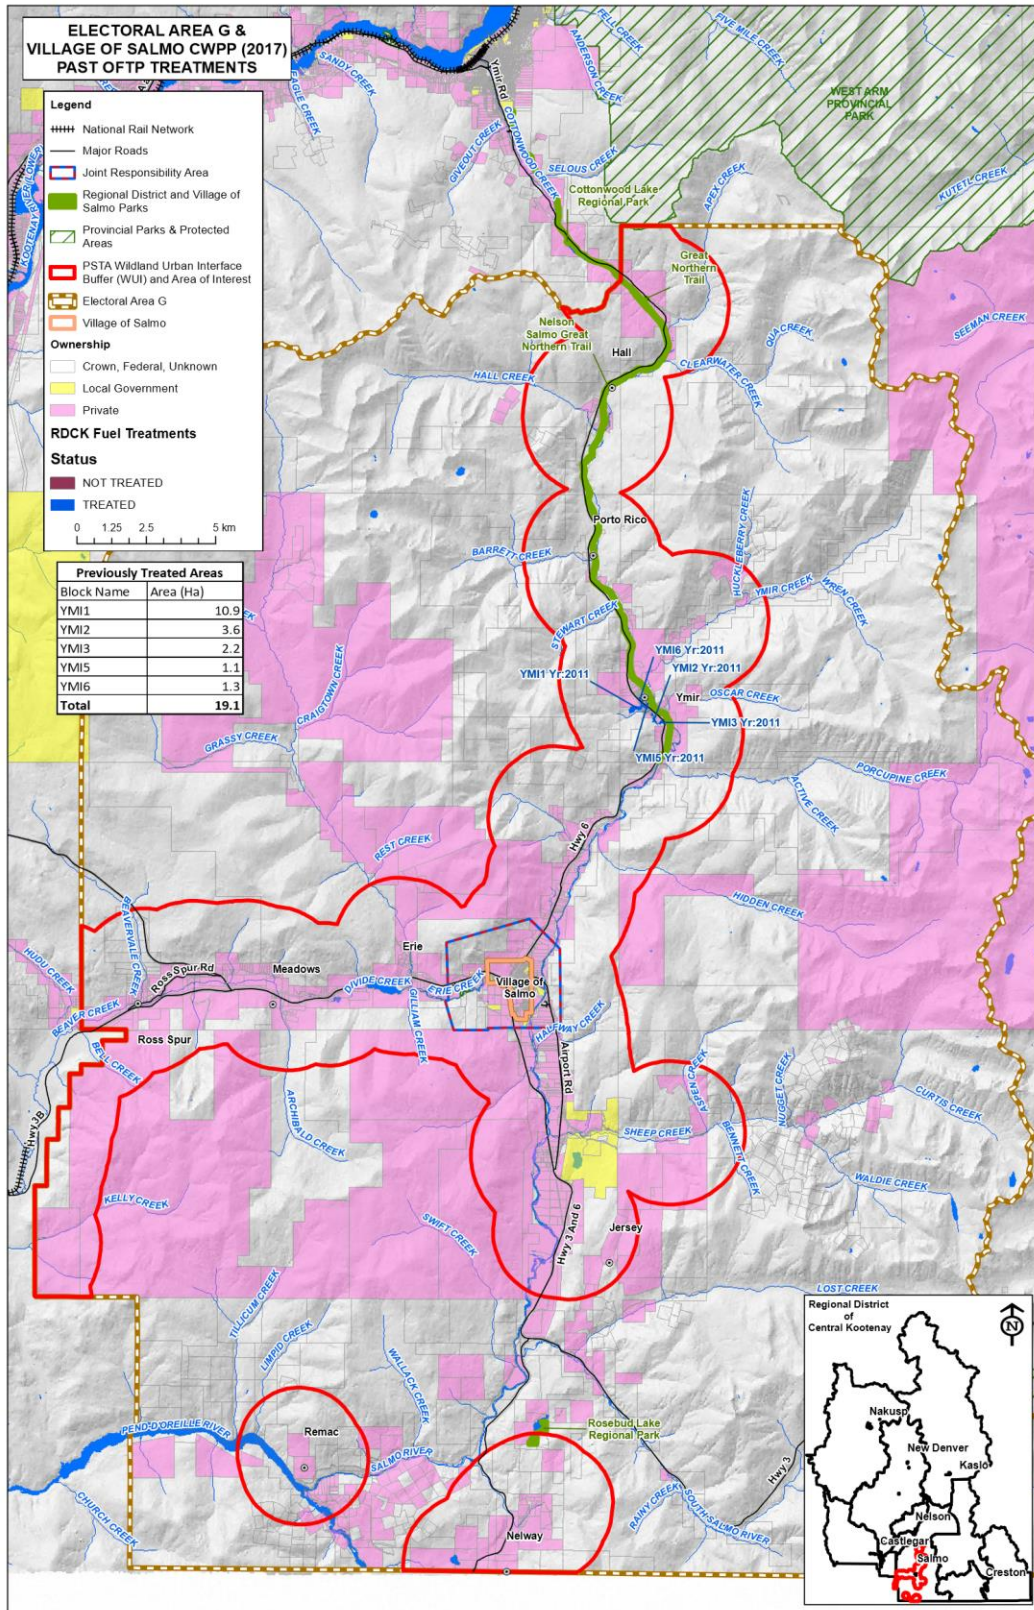 ELECTORAL AREA G &
VILLAGE OF SALMO CWPP (2017)
PAST OFTP TREATMENTS
Legend
National Rail Network
Major Roads
Joint Responsibility Area
Regional District and Village of
Salmo Parks
Provincial Parks & Protected
Areas
PSTA Wildland Urban Interface
Buffer (WUI) and Area of Interest
Electoral Area G
Village of Salmo
Ownership
Crown, Federal, Unknown
Local Government
Private
RDCK Fuel Treatments
Status
NOT TREATED
TREATED
0 1.25 2.5 5 km
Previously Treated Areas
Block Name Area (Ha)
YMI1 10.9
YMI2 3.6
YMI3 2.2
YMI5 1.1
YMI6 1.3
Total 19.1
SANDY CREEK
EAGLE CREEK
KOOTENAY RIVER(LOWER)
Ymir Rd
COTTONWOOD CREEK
GIVEOUT CREEK
SELOUS CREEK
ANDERSON CREEK
FELL CREEK
FIVE MILE CREEK
WEST ARM
PROVINCIAL
PARK
KUTETL CREEK
APEX CREEK
Cottonwood Lake
Regional Park
Great
Northern
Trail
Nelson
Salmo Great
Northern Trail
Hall
HALL CREEK
CLEARWATER CREEK
QUA CREEK
SEEMAN CREEK
Porto Rico
BARRETT CREEK
HUCKLEBERRY CREEK
YMIR CREEK
WREN CREEK
STEWART CREEK
YMI6 Yr:2011
YMI2 Yr:2011
YMI1 Yr:2011
Ymir
OSCAR CREEK
YMI3 Yr:2011
YMI5 Yr:2011
CRAIGTOWN CREEK
GRASSY CREEK
PORCUPINE CREEK
ACTIVE CREEK
REST CREEK
Hwy 6
HIDDEN CREEK
BEAVERVALE CREEK
HUDU CREEK
Ross Spur Rd
Meadows
Erie
DIVIDE CREEK
ERIE CREEK
Village of
Salmo
BEAVER CREEK
Ross Spur
BELL CREEK
GILLIAM CREEK
HALFWAY CREEK
Airport Rd
ARCHIBALD CREEK
Hwy 3B
SHEEP CREEK
ASPEN CREEK
BENNETT CREEK
NUGGET CREEK
CURTIS CREEK
WALDIE CREEK
KELLY CREEK
SWIFT CREEK
Hwy 3 And 6
Jersey
TILLICUM CREEK
LIMPID CREEK
WALLACK CREEK
LOST CREEK
PEND-D'OREILLE RIVER
Remac
SALMO RIVER
Rosebud Lake
Regional Park
CHURCH CREEK
Nelway
RAINY CREEK
SOUTH SALMO RIVER
Hwy 3
Regional District
of
Central Kootenay
N
Nakusp
New Denver
Kaslo
Nelson
Castlegar
Salmo
Creston